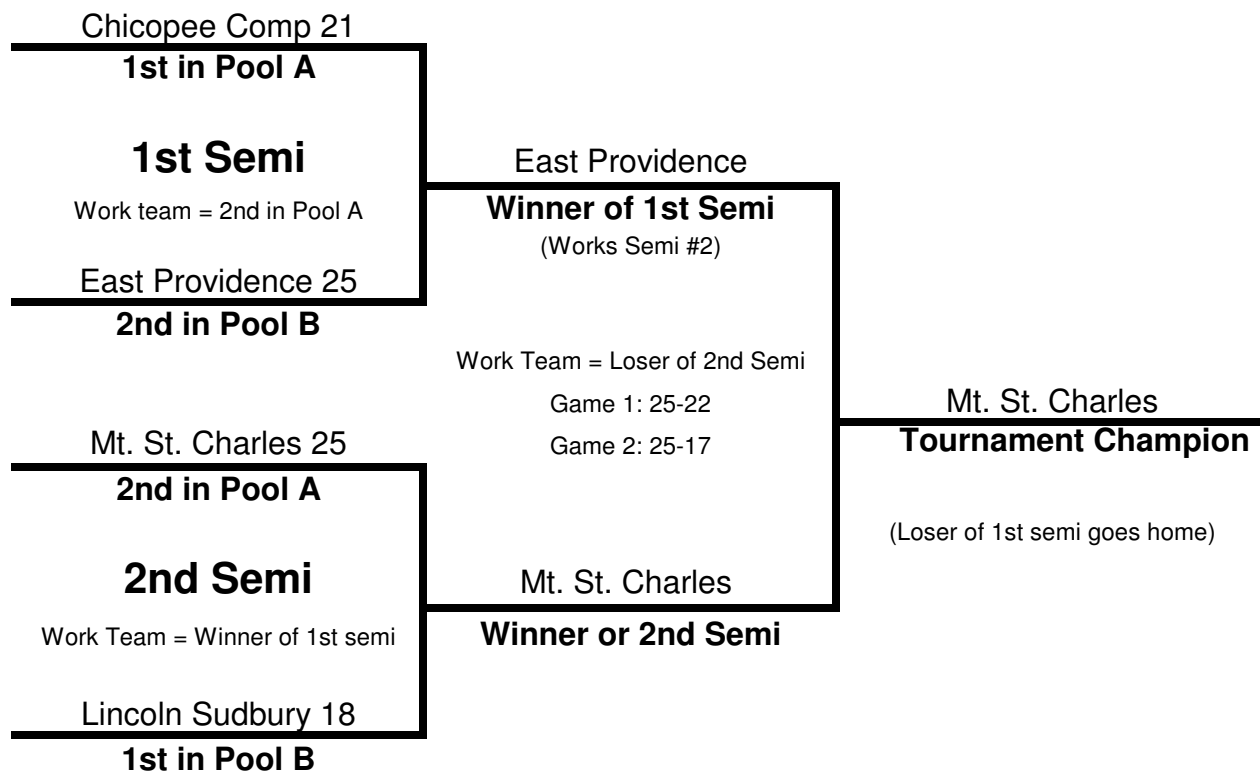 Chicopee Comp 21
1st in Pool A
1st Semi
Work team = 2nd in Pool A
East Providence 25
2nd in Pool B
East Providence
Winner of 1st Semi
(Works Semi #2)
Work Team = Loser of 2nd Semi
Game 1: 25-22
Game 2: 25-17
Mt. St. Charles 25
2nd in Pool A
2nd Semi
Work Team = Winner of 1st semi
Lincoln Sudbury 18
1st in Pool B
Mt. St. Charles
Winner or 2nd Semi
Mt. St. Charles
Tournament Champion
(Loser of 1st semi goes home)